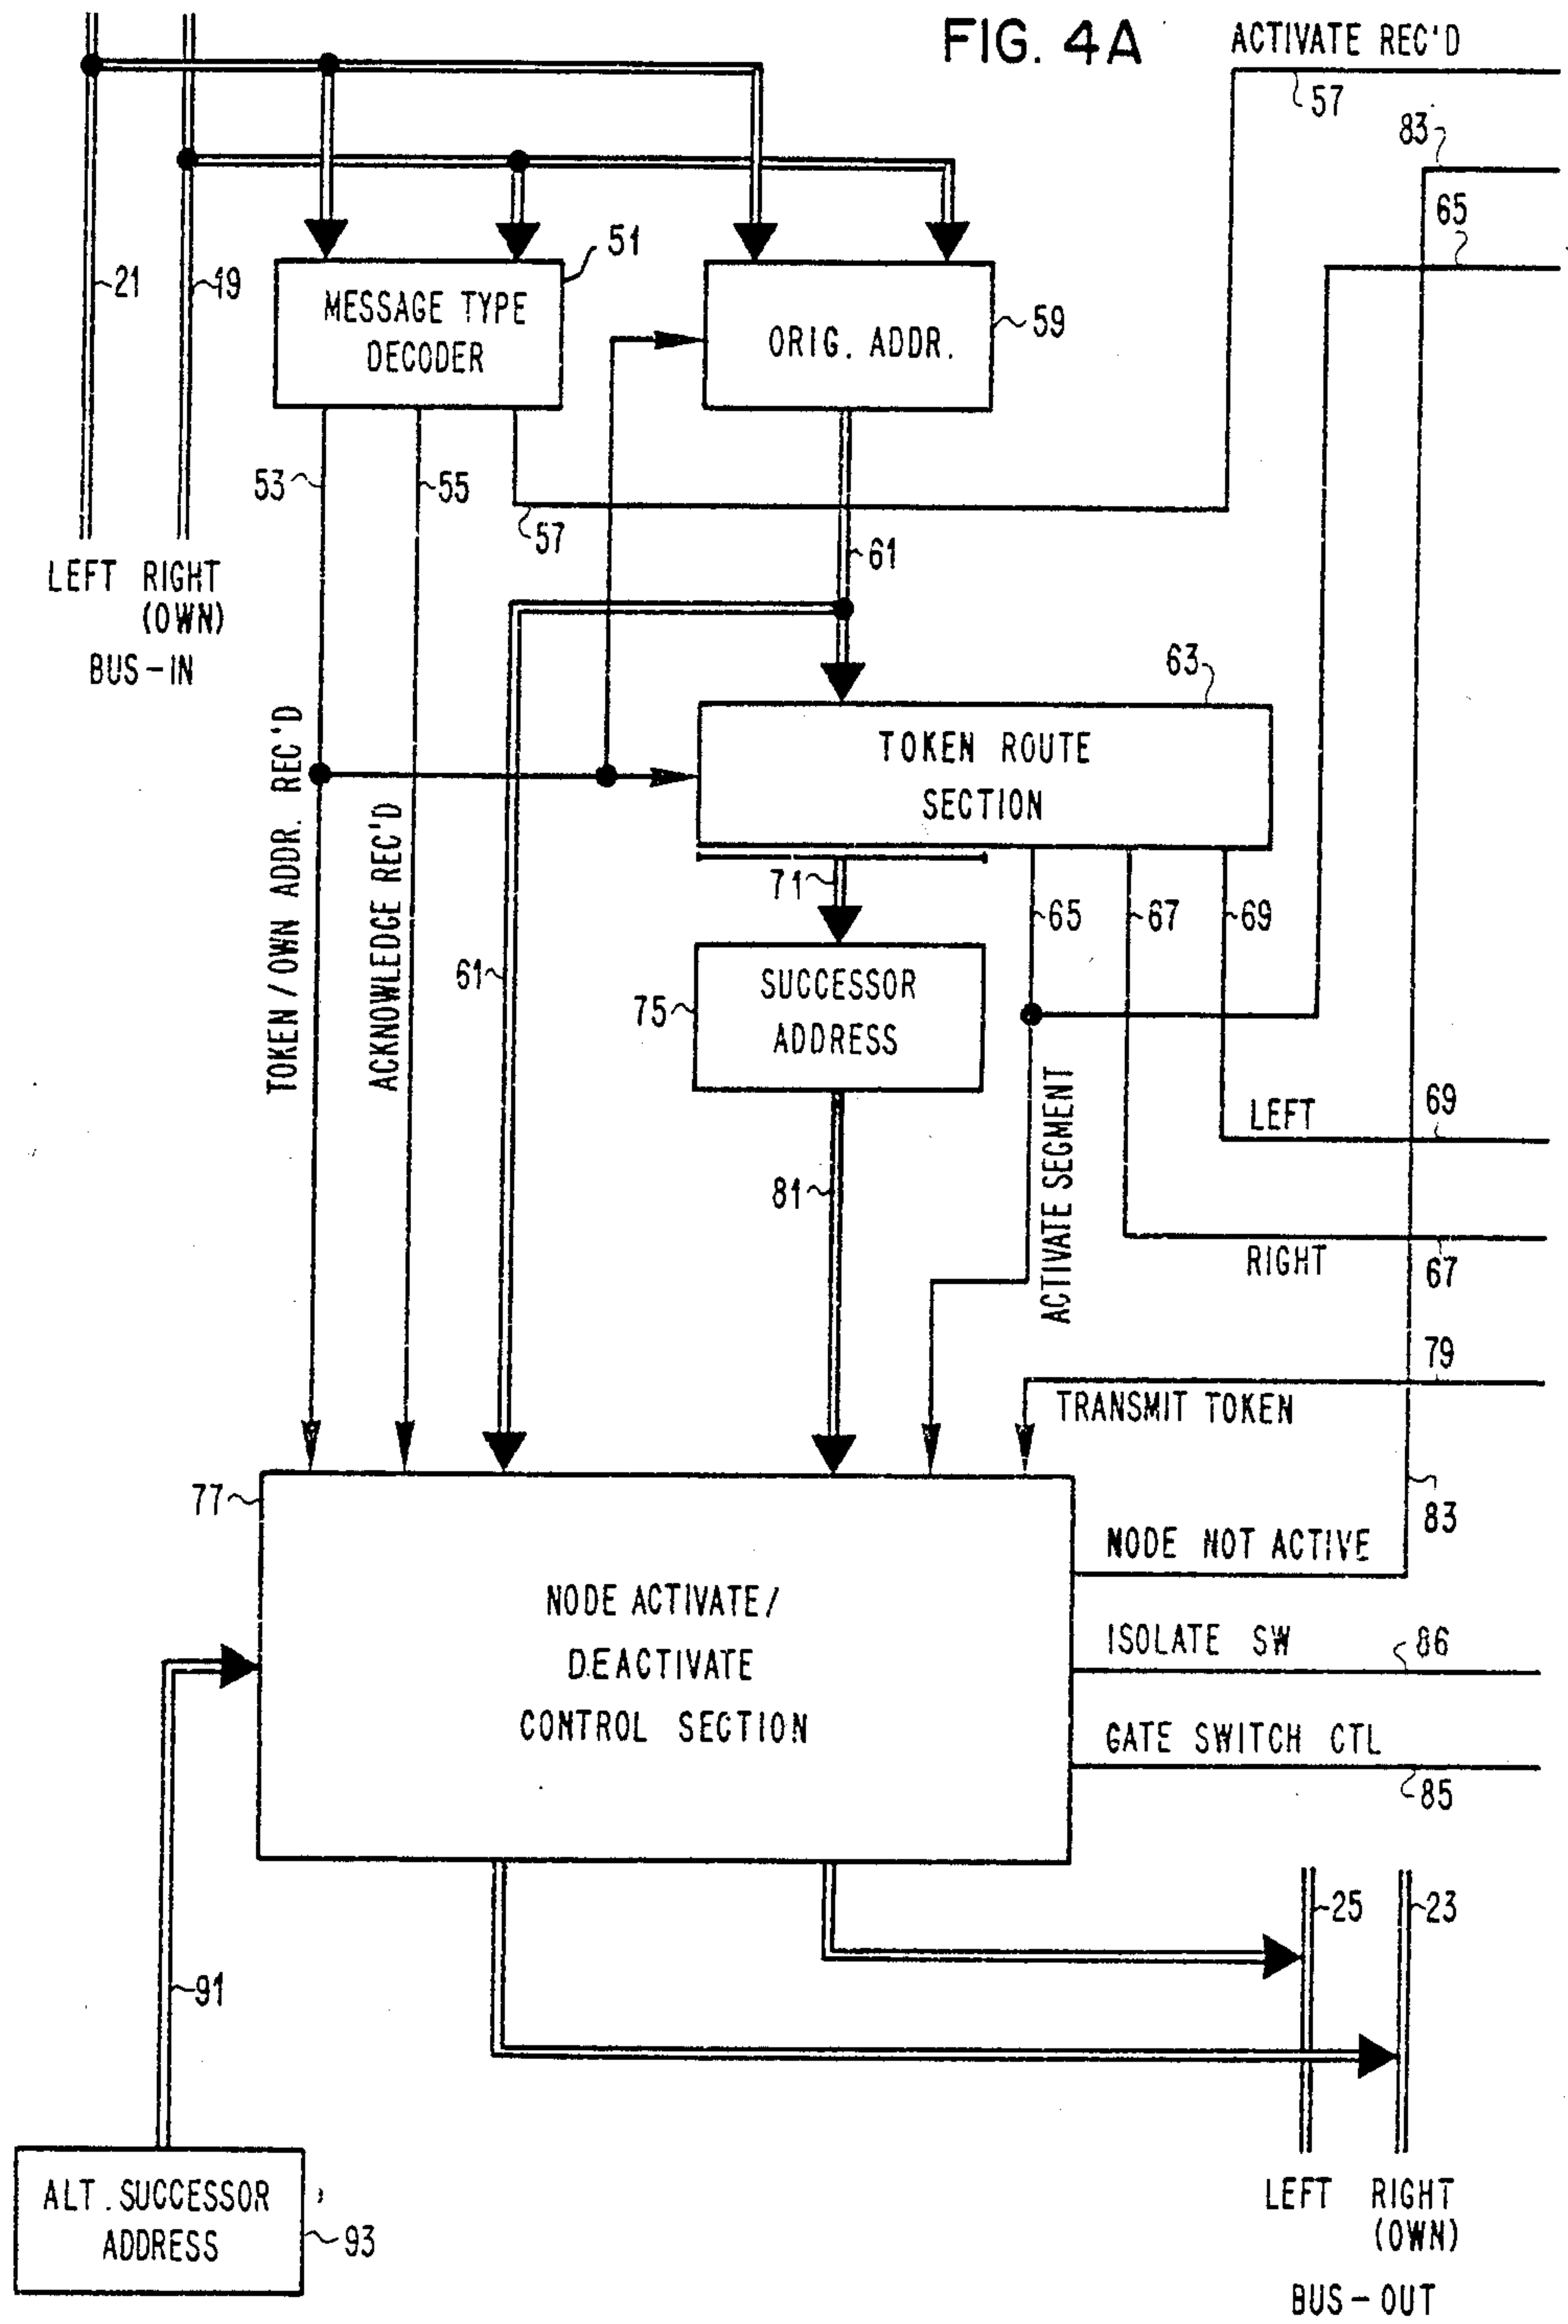 FIG. 4A
ACTIVATE REC'D
57
83
65
21
49
51
MESSAGE TYPE
DECODER
ORIG. ADDR.
59
53
55
57
61
LEFT RIGHT
(OWN)
BUS-IN
63
TOKEN ROUTE
SECTION
TOKEN / OWN ADDR. REC'D
ACKNOWLEDGE REC'D
71
65
67
69
61
75
SUCCESSOR
ADDRESS
ACTIVATE SEGMENT
LEFT
69
81
RIGHT
67
79
TRANSMIT TOKEN
77
83
NODE NOT ACTIVE
NODE ACTIVATE/
DEACTIVATE
CONTROL SECTION
ISOLATE SW
86
GATE SWITCH CTL
85
25
23
91
ALT. SUCCESSOR
ADDRESS
93
LEFT RIGHT
(OWN)
BUS-OUT